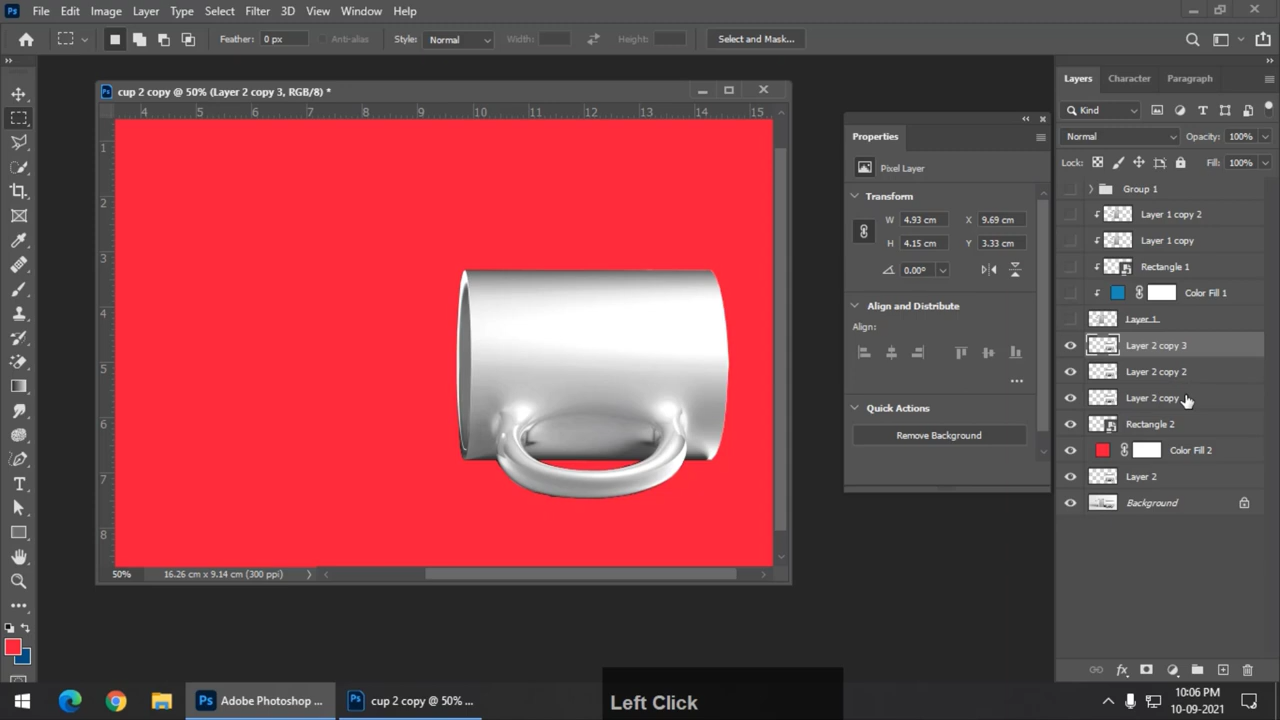 Ps File Edit Image Layer Type Select Filter 3D View Window Help
Feather: 0 px Anti-alias Style: Normal Width: Height: Select and Mask...
cup 2 copy @ 50% (Layer 2 copy 3, RGB/8) *
4 5 6 7 8 9 10 11 12 13 14 15
1
2
3
4
5
6
7
8
50% 16.26 cm x 9.14 cm (300 ppi)
Properties
Pixel Layer
Transform
W 4.93 cm X 9.69 cm
H 4.15 cm Y 3.33 cm
0.00°
Align and Distribute
Align:
Quick Actions
Remove Background
Layers Character Paragraph
Kind
Normal Opacity: 100%
Lock: Fill: 100%
Group 1
Layer 1 copy 2
Layer 1 copy
Rectangle 1
Color Fill 1
Layer 1
Layer 2 copy 3
Layer 2 copy 2
Layer 2 copy
Rectangle 2
Color Fill 2
Layer 2
Background
Left Click
Ps Adobe Photoshop ... Ps cup 2 copy @ 50% ...
10:06 PM
10-09-2021